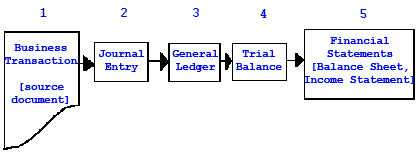 1 2 3 4 5
Business
Transaction
[source
document]
Journal
Entry
General
Ledger
Trial
Balance
Financial
Statements
[Balance Sheet,
Income Statement]